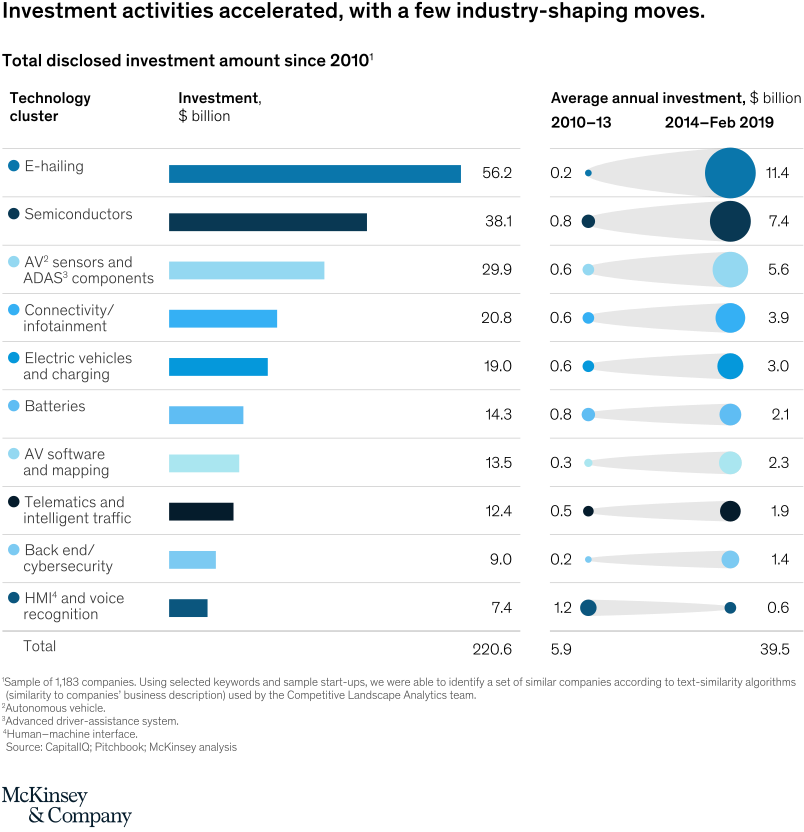 Investment activities accelerated, with a few industry-shaping moves.
Total disclosed investment amount since 2010¹
Technology cluster
Investment, $ billion
Average annual investment, $ billion
2010–13 2014–Feb 2019
E-hailing 56.2 0.2 11.4
Semiconductors 38.1 0.8 7.4
AV² sensors and
ADAS³ components 29.9 0.6 5.6
Connectivity/
infotainment 20.8 0.6 3.9
Electric vehicles
and charging 19.0 0.6 3.0
Batteries 14.3 0.8 2.1
AV software
and mapping 13.5 0.3 2.3
Telematics and
intelligent traffic 12.4 0.5 1.9
Back end/
cybersecurity 9.0 0.2 1.4
HMI⁴ and voice
recognition 7.4 1.2 0.6
Total 220.6 5.9 39.5
¹Sample of 1,183 companies. Using selected keywords and sample start-ups, we were able to identify a set of similar companies according to text-similarity algorithms
(similarity to companies’ business description) used by the Competitive Landscape Analytics team.
²Autonomous vehicle.
³Advanced driver-assistance system.
⁴Human–machine interface.
Source: CapitalIQ; Pitchbook; McKinsey analysis
McKinsey
& Company